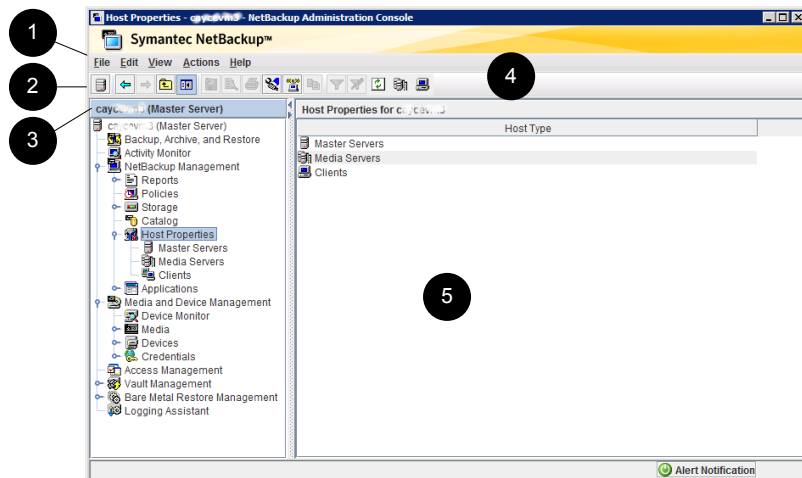 Host Properties - - NetBackup Administration Console
1
Symantec NetBackup™
File Edit View Actions Help
2
4
3
(Master Server)
Host Properties for
(Master Server)
Host Type
Backup, Archive, and Restore
Master Servers
Activity Monitor
Media Servers
NetBackup Management
Clients
Reports
Policies
Storage
Catalog
Host Properties
Master Servers
Media Servers
Clients
Applications
Media and Device Management
Device Monitor
Media
Devices
Credentials
Access Management
Vault Management
Bare Metal Restore Management
Logging Assistant
5
Alert Notification